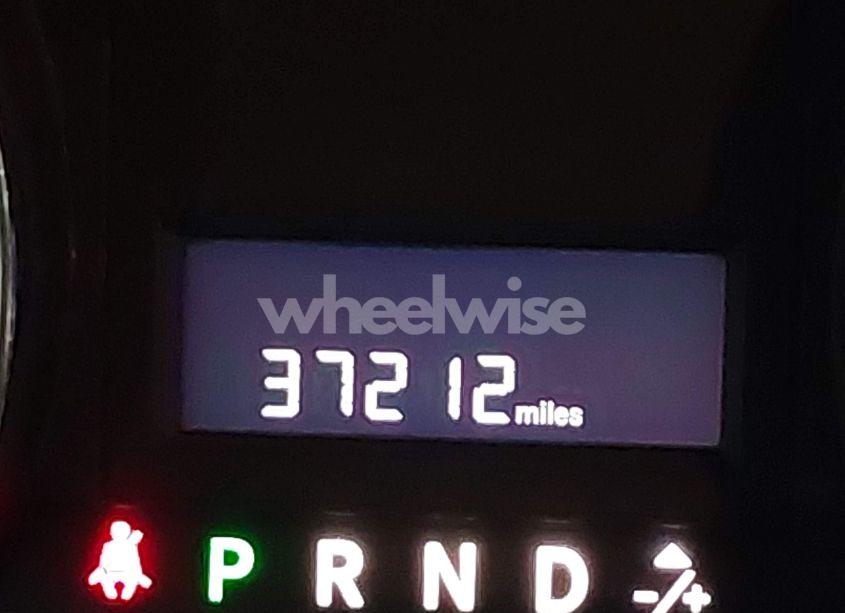 wheelwise
37212 miles
P R N D -/+